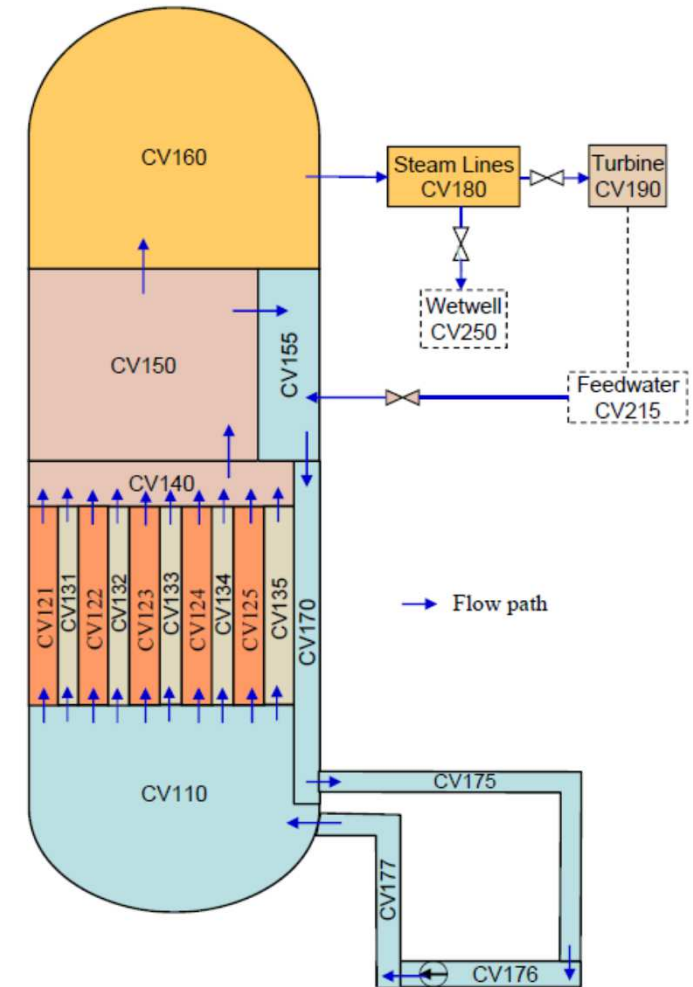 CV160
Steam Lines
CV180
Turbine
CV190
Wetwell
CV250
CV150
CV155
Feedwater
CV215
CV140
CV121
CV131
CV122
CV132
CV123
CV133
CV124
CV134
CV125
CV135
CV170
Flow path
CV110
CV175
CV177
CV176